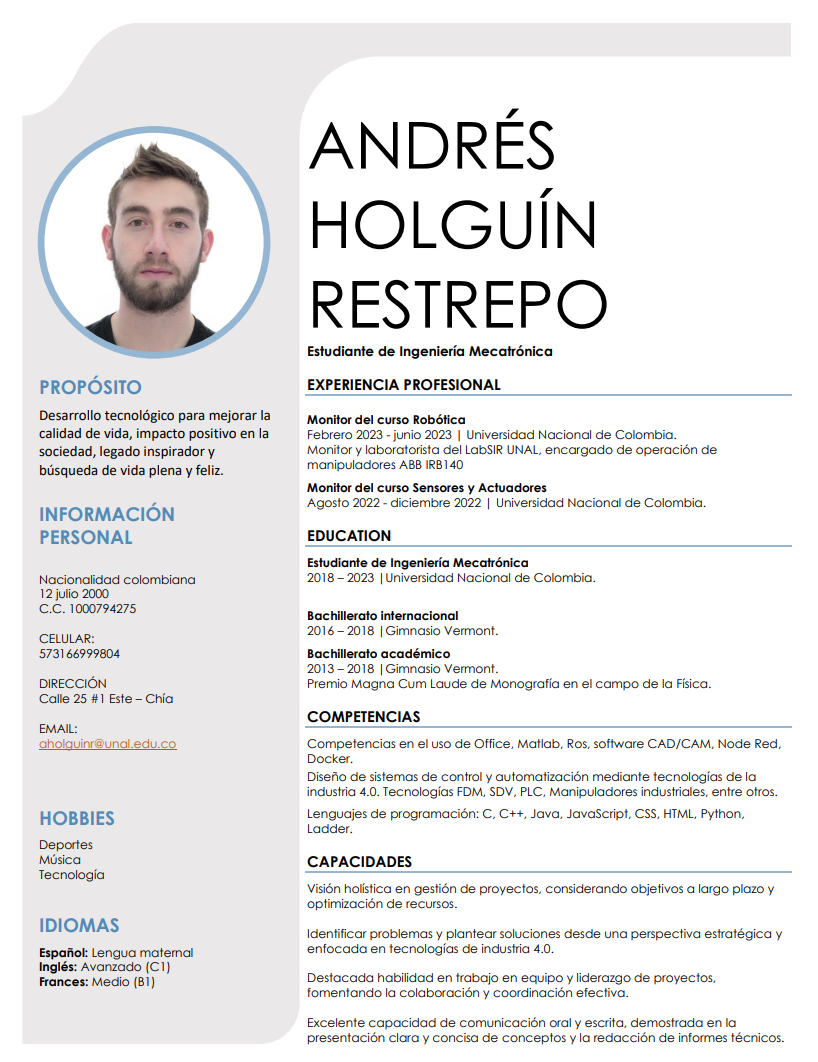 ANDRÉS
HOLGUÍN
RESTREPO
Estudiante de Ingeniería Mecatrónica
PROPÓSITO
Desarrollo tecnológico para mejorar la
calidad de vida, impacto positivo en la
sociedad, legado inspirador y
búsqueda de vida plena y feliz.
INFORMACIÓN
PERSONAL
Nacionalidad colombiana
12 julio 2000
C.C. 1000794275
CELULAR:
573166999804
DIRECCIÓN
Calle 25 #1 Este – Chía
EMAIL:
aholguinr@unal.edu.co
HOBBIES
Deportes
Música
Tecnología
IDIOMAS
Español: Lengua maternal
Inglés: Avanzado (C1)
Frances: Medio (B1)
EXPERIENCIA PROFESIONAL
Monitor del curso Robótica
Febrero 2023 - junio 2023 | Universidad Nacional de Colombia.
Monitor y laboratorista del LabSIR UNAL, encargado de operación de
manipuladores ABB IRB140
Monitor del curso Sensores y Actuadores
Agosto 2022 - diciembre 2022 | Universidad Nacional de Colombia.
EDUCATION
Estudiante de Ingeniería Mecatrónica
2018 – 2023 |Universidad Nacional de Colombia.
Bachillerato internacional
2016 – 2018 |Gimnasio Vermont.
Bachillerato académico
2013 – 2018 |Gimnasio Vermont.
Premio Magna Cum Laude de Monografía en el campo de la Física.
COMPETENCIAS
Competencias en el uso de Office, Matlab, Ros, software CAD/CAM, Node Red,
Docker.
Diseño de sistemas de control y automatización mediante tecnologías de la
industria 4.0. Tecnologías FDM, SDV, PLC, Manipuladores industriales, entre otros.
Lenguajes de programación: C, C++, Java, JavaScript, CSS, HTML, Python,
Ladder.
CAPACIDADES
Visión holística en gestión de proyectos, considerando objetivos a largo plazo y
optimización de recursos.
Identificar problemas y plantear soluciones desde una perspectiva estratégica y
enfocada en tecnologías de industria 4.0.
Destacada habilidad en trabajo en equipo y liderazgo de proyectos,
fomentando la colaboración y coordinación efectiva.
Excelente capacidad de comunicación oral y escrita, demostrada en la
presentación clara y concisa de conceptos y la redacción de informes técnicos.